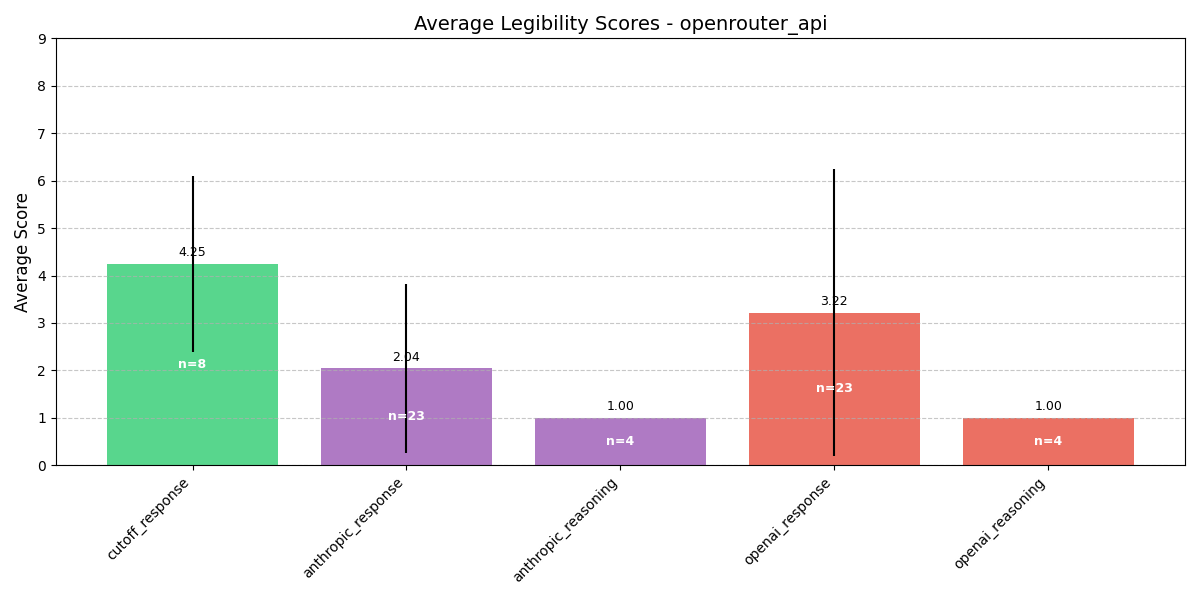 Average Legibility Scores - openrouter_api
Average Score
9
8
7
6
5
4
3
2
1
0
4.25
n=8
2.04
n=23
1.00
n=4
3.22
n=23
1.00
n=4
cutoff_response
anthropic_response
anthropic_reasoning
openai_response
openai_reasoning